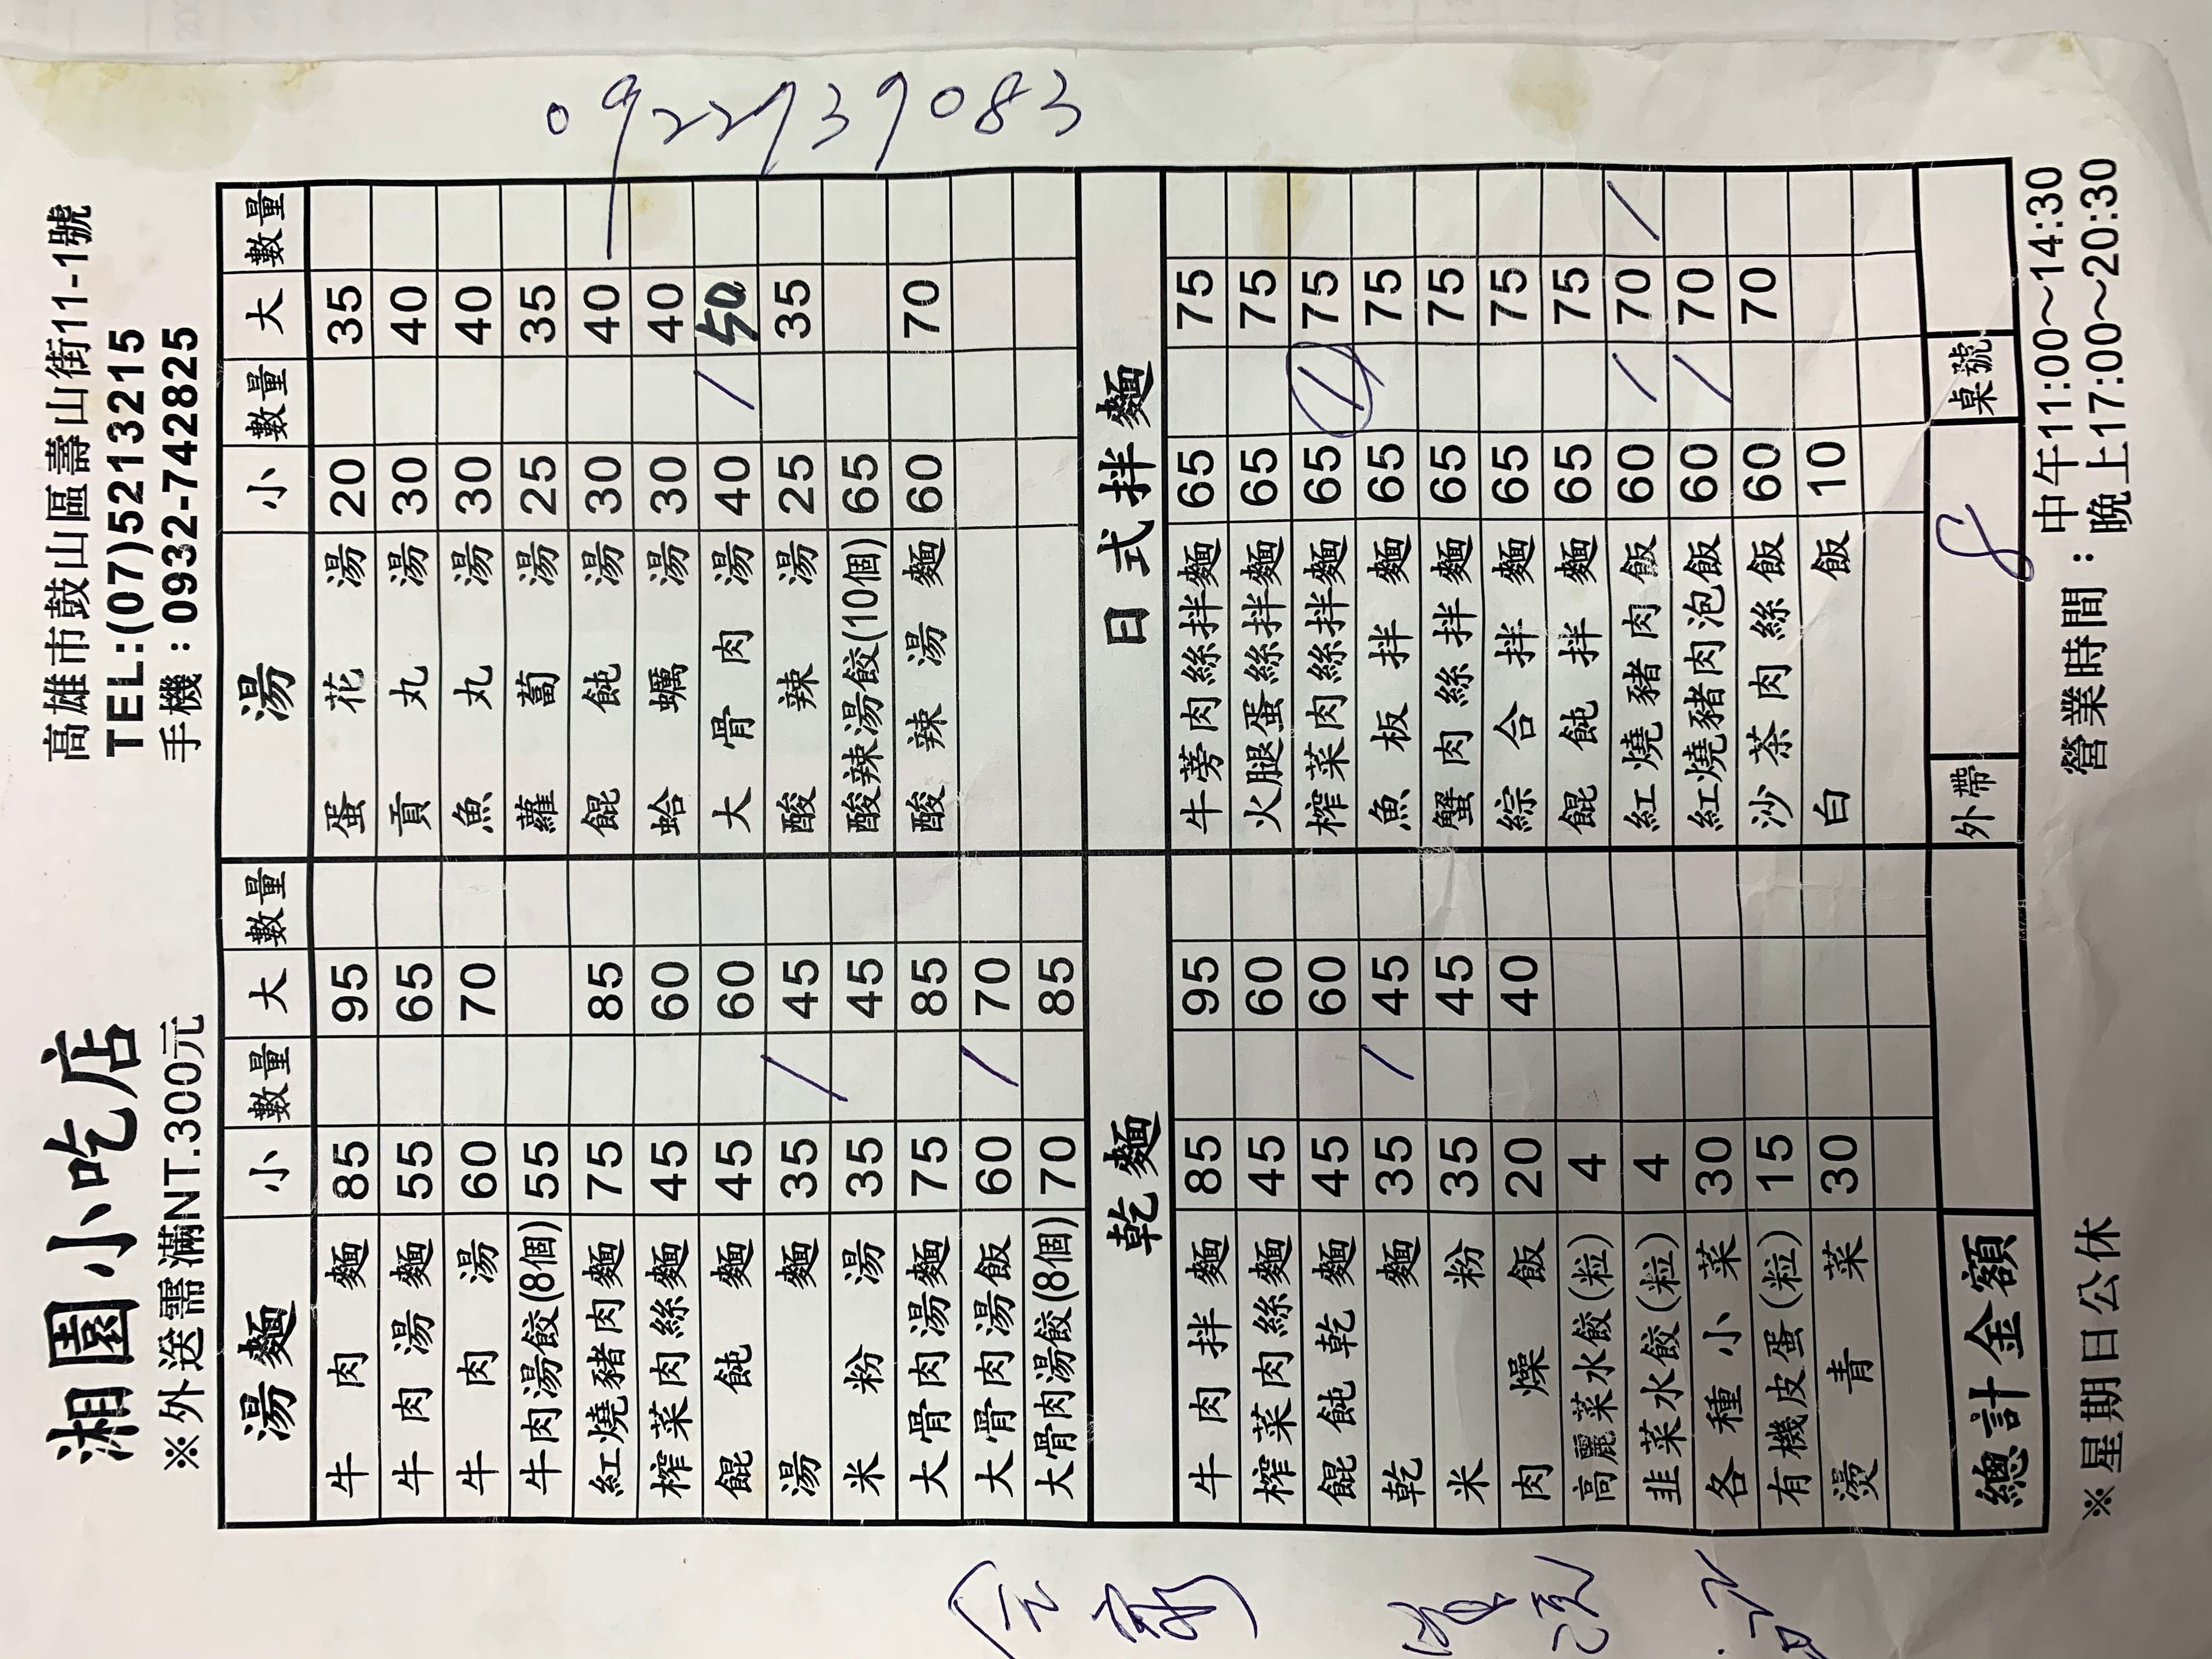 湘園小吃店
※外送需滿NT.300元
高雄市鼓山區壽山街11-1號
TEL:(07)5213215
手機：0932-742825
湯麵 小 數量 大 數量
牛肉麵 85 95
牛肉湯麵 55 65
牛肉湯 60 70
牛肉湯餃(8個) 55
紅燒豬肉麵 75 85
榨菜肉絲麵 45 60
餛飩麵 45 60
湯麵 35 / 45
米粉湯 35 45
大骨肉湯麵 75 85
大骨肉湯飯 60 / 70
大骨肉湯餃(8個) 70 85
湯 小 數量 大 數量
蛋花湯 20 35
貢丸湯 30 40
魚丸湯 30 40
蘿蔔湯 25 35
餛飩湯 30 40
蛤蠣湯 30 40
大骨肉湯 40 / 50
酸辣湯 25 35
酸辣湯餃(10個) 65
酸辣湯麵 60 70
乾麵
牛肉拌麵 85 95
榨菜肉絲麵 45 60
餛飩乾麵 45 60
乾麵 35 / 45
米粉 35 45
肉燥飯 20 40
高麗菜水餃(粒) 4
韭菜水餃(粒) 4
各種小菜 30
有機皮蛋(粒) 15
燙青菜 30
日式拌麵
牛蒡肉絲拌麵 65 75
火腿蛋絲拌麵 65 75
榨菜肉絲拌麵 65 / 75
魚板拌麵 65 75
蟹肉絲拌麵 65 75
綜合拌麵 65 75
餛飩拌麵 65 75
紅燒豬肉飯 60 / 70 /
紅燒豬肉泡飯 60 / 70
沙茶肉絲飯 60 70
白飯 10
總計金額
外帶 8 桌號
※星期日公休
營業時間：中午11:00～14:30
晚上17:00～20:30